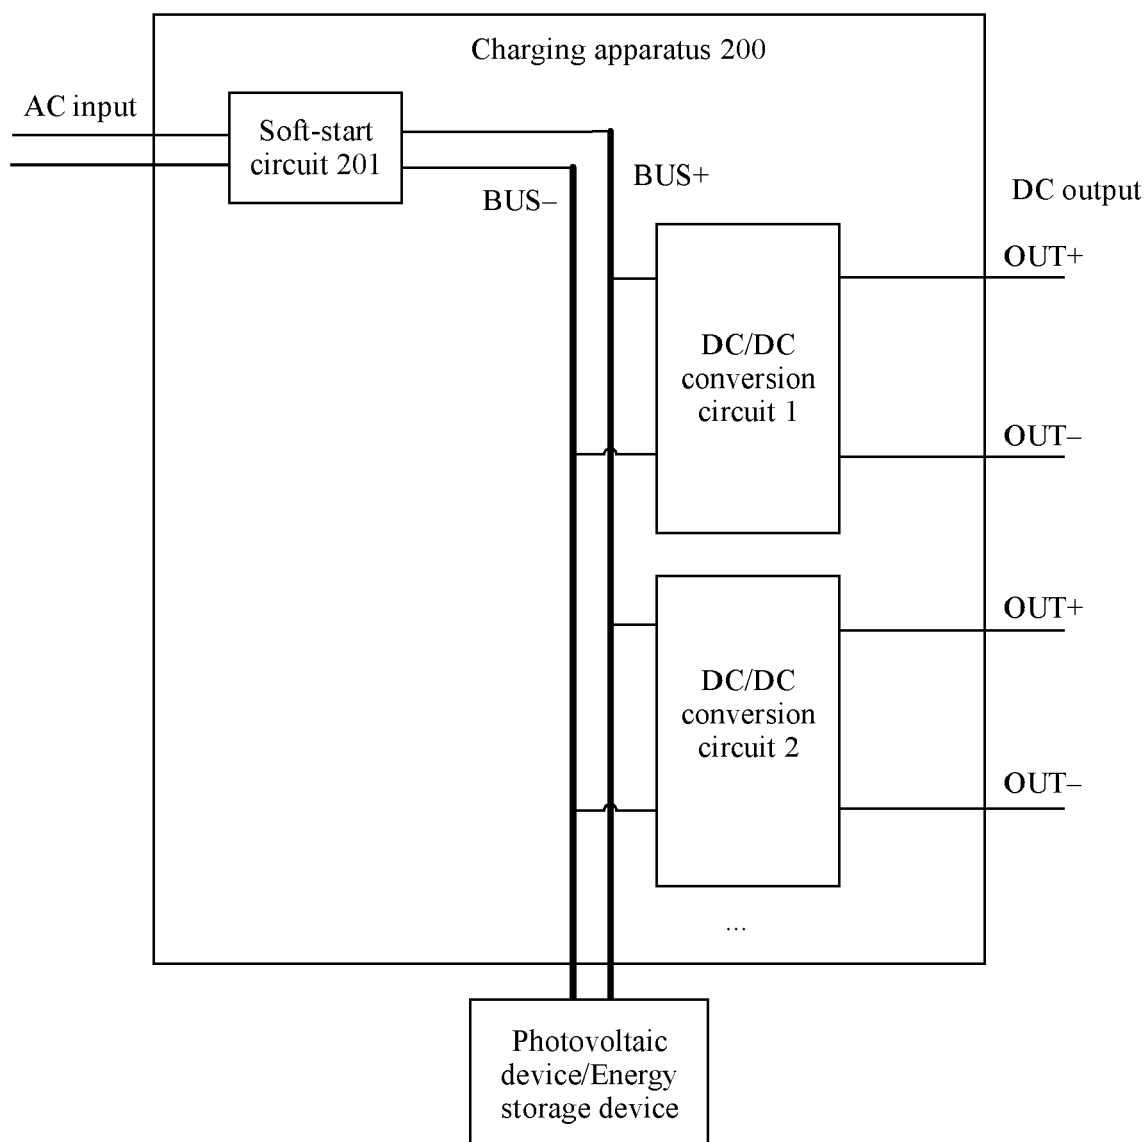 Charging apparatus 200
AC input
Soft-start
circuit 201
BUS+
BUS–
DC output
OUT+
DC/DC
conversion
circuit 1
OUT–
OUT+
DC/DC
conversion
circuit 2
OUT–
...
Photovoltaic
device/Energy
storage device